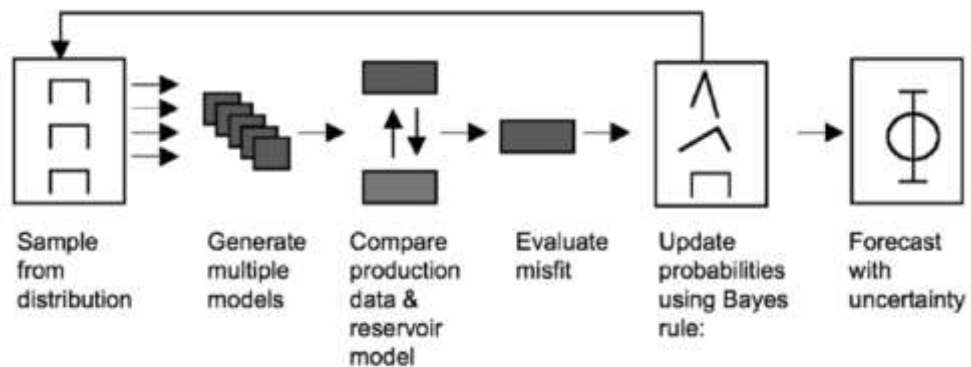 Sample
from
distribution
Generate
multiple
models
Compare
production
data &
reservoir
model
Evaluate
misfit
Update
probabilities
using Bayes
rule:
Forecast
with
uncertainty